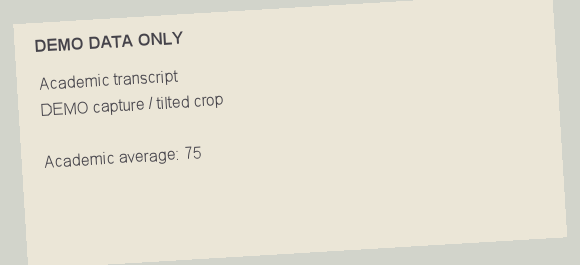 DEMO DATA ONLY
Academic transcript
DEMO capture / tilted crop
Academic average: 75